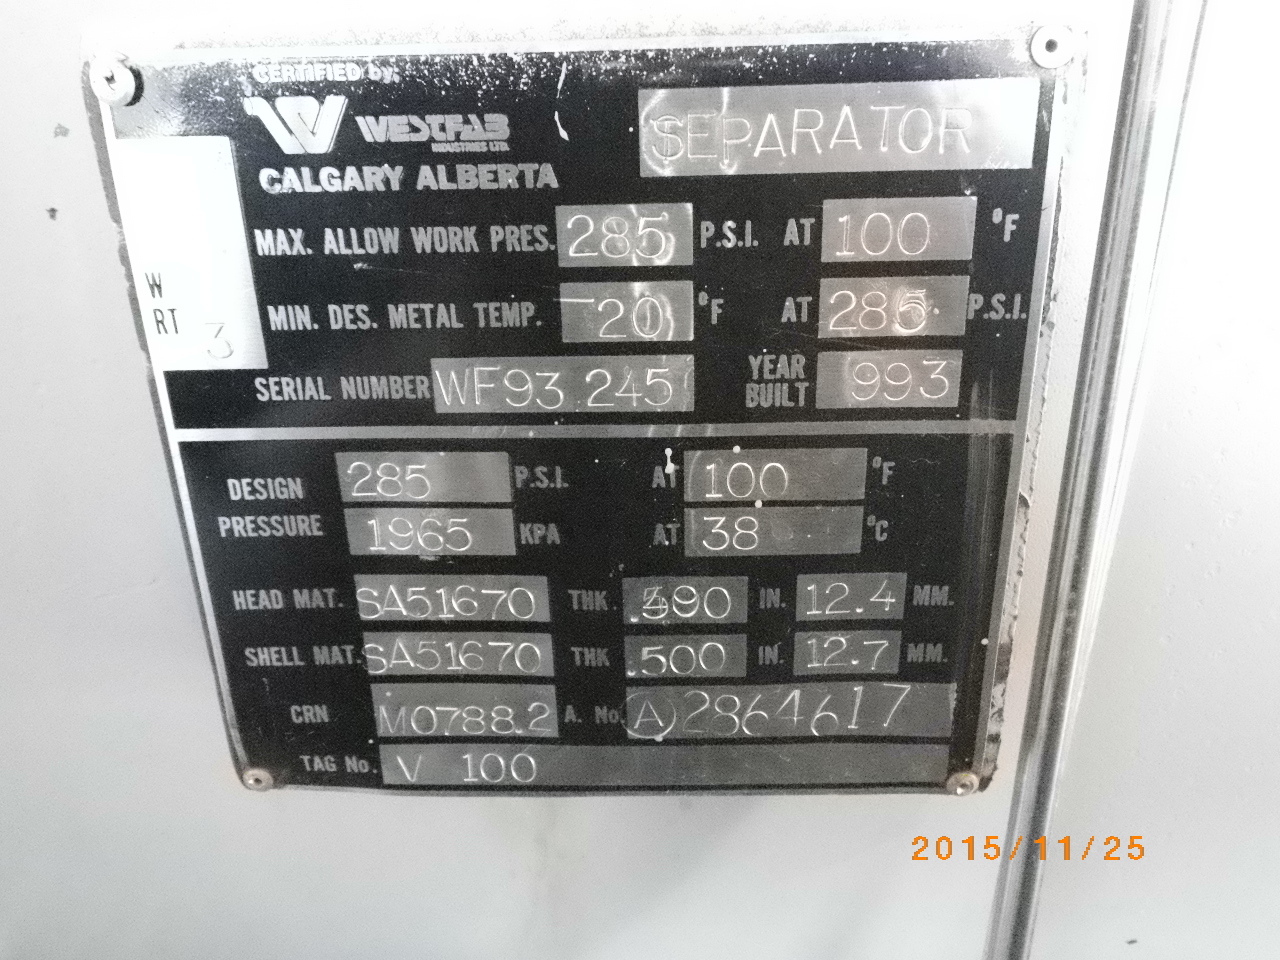 CERTIFIED by:
W WESTFAB
INDUSTRIES LTD.
CALGARY ALBERTA
SEPARATOR
W
RT 3
MAX. ALLOW WORK PRES. 285 P.S.I. AT 100 °F
MIN. DES. METAL TEMP. -20 °F AT 285 P.S.I.
SERIAL NUMBER WF93 245 YEAR BUILT 993
DESIGN PRESSURE 285 P.S.I. AT 100 °F
1965 KPA AT 38 °C
HEAD MAT. SA51670 THK. IN. 12.4 MM.
SHELL MAT. SA51670 THK .500 IN. 12.7 MM.
CRN M0788.2 A. No. A 2864617
TAG No. V 100
2015/11/25